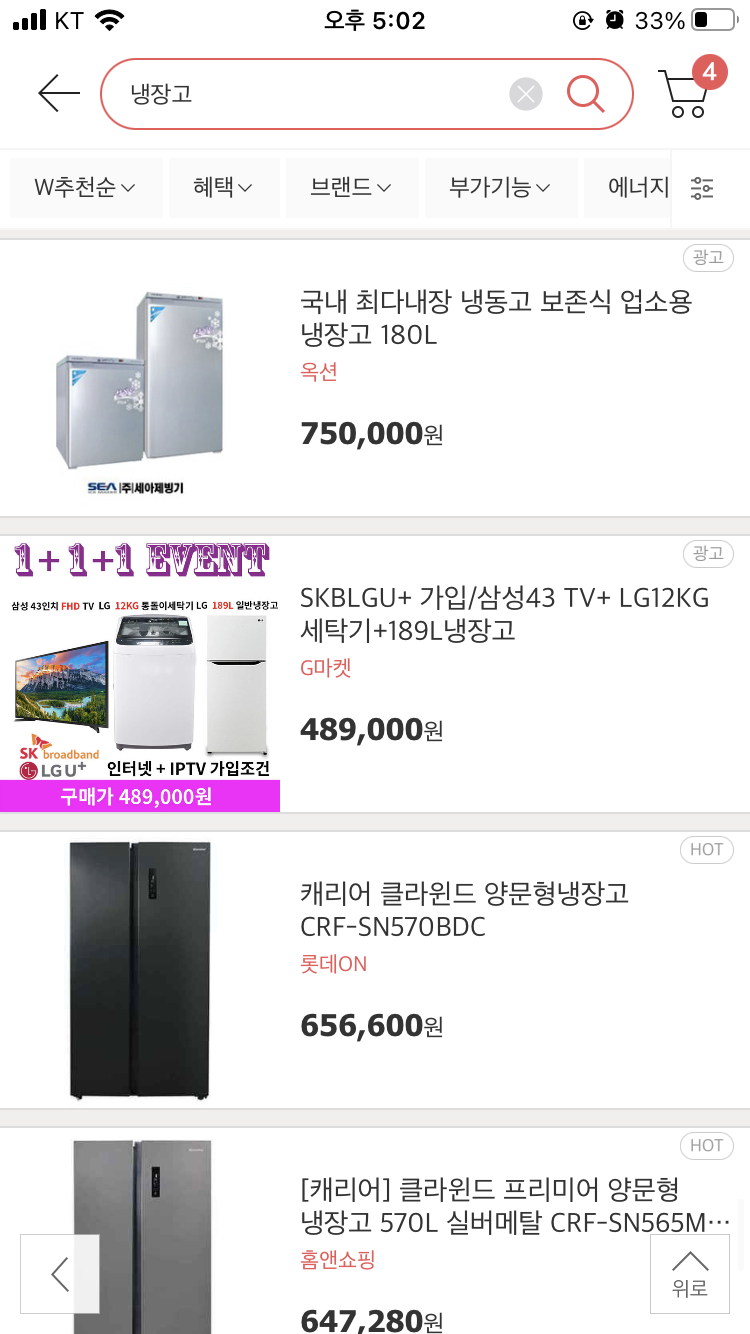 KT 오후 5:02 33%
냉장고
4
W추천순 혜택 브랜드 부가기능 에너지
광고
국내 최다내장 냉동고 보존식 업소용
냉장고 180L
옥션
750,000원
SEA (주)세아제빙기
광고
1+1+1 EVENT
삼성 43인치 FHD TV LG 12KG 통돌이세탁기 LG 189L 일반냉장고
SK broadband
LG U+ 인터넷 + IPTV 가입조건
구매가 489,000원
SKBLGU+ 가입/삼성43 TV+ LG12KG
세탁기+189L냉장고
G마켓
489,000원
HOT
캐리어 클라윈드 양문형냉장고
CRF-SN570BDC
롯데ON
656,600원
HOT
[캐리어] 클라윈드 프리미어 양문형
냉장고 570L 실버메탈 CRF-SN565M…
홈앤쇼핑
647,280원
위로